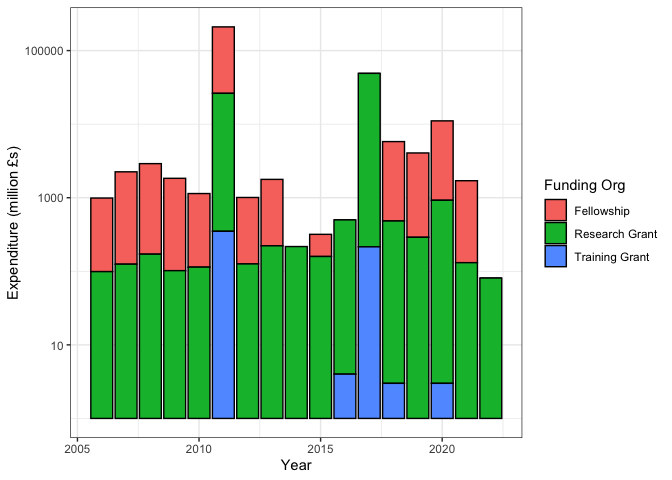 100000
1000
10
Expenditure (million £s)
2005
2010
2015
2020
Year
Funding Org
Fellowship
Research Grant
Training Grant